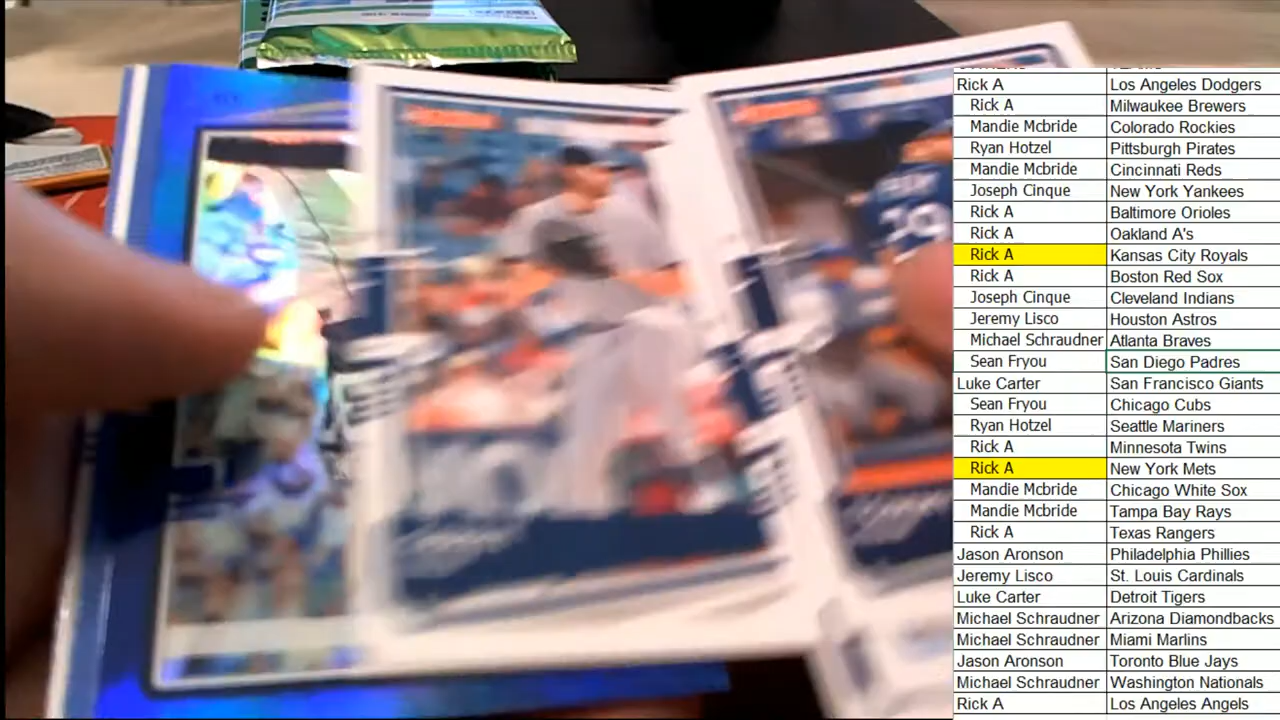 Rick A Los Angeles Dodgers
Rick A Milwaukee Brewers
Mandie Mcbride Colorado Rockies
Ryan Hotzel Pittsburgh Pirates
Mandie Mcbride Cincinnati Reds
Joseph Cinque New York Yankees
Rick A Baltimore Orioles
Rick A Oakland A's
Rick A Kansas City Royals
Rick A Boston Red Sox
Joseph Cinque Cleveland Indians
Jeremy Lisco Houston Astros
Michael Schraudner Atlanta Braves
Sean Fryou San Diego Padres
Luke Carter San Francisco Giants
Sean Fryou Chicago Cubs
Ryan Hotzel Seattle Mariners
Rick A Minnesota Twins
Rick A New York Mets
Mandie Mcbride Chicago White Sox
Mandie Mcbride Tampa Bay Rays
Rick A Texas Rangers
Jason Aronson Philadelphia Phillies
Jeremy Lisco St. Louis Cardinals
Luke Carter Detroit Tigers
Michael Schraudner Arizona Diamondbacks
Michael Schraudner Miami Marlins
Jason Aronson Toronto Blue Jays
Michael Schraudner Washington Nationals
Rick A Los Angeles Angels